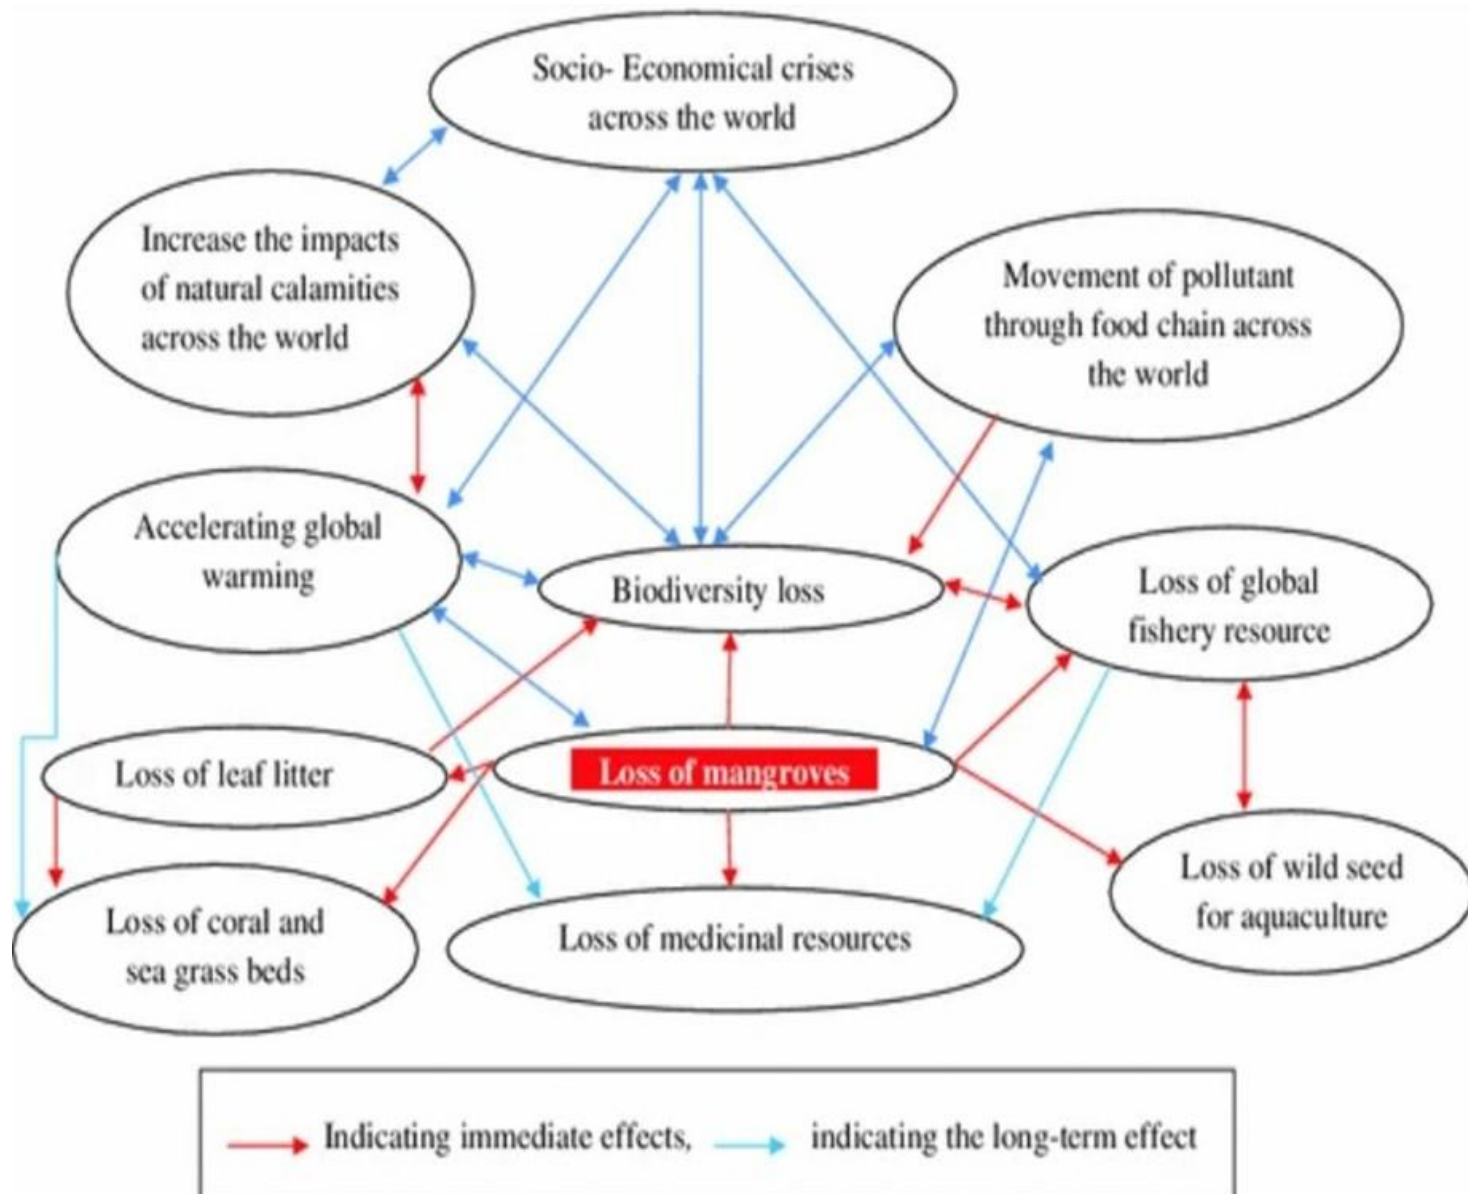 Socio- Economical crises
across the world
Increase the impacts
of natural calamities
across the world
Movement of pollutant
through food chain across
the world
Accelerating global
warming
Biodiversity loss
Loss of global
fishery resource
Loss of leaf litter
Loss of mangroves
Loss of wild seed
for aquaculture
Loss of coral and
sea grass beds
Loss of medicinal resources
Indicating immediate effects,
indicating the long-term effect